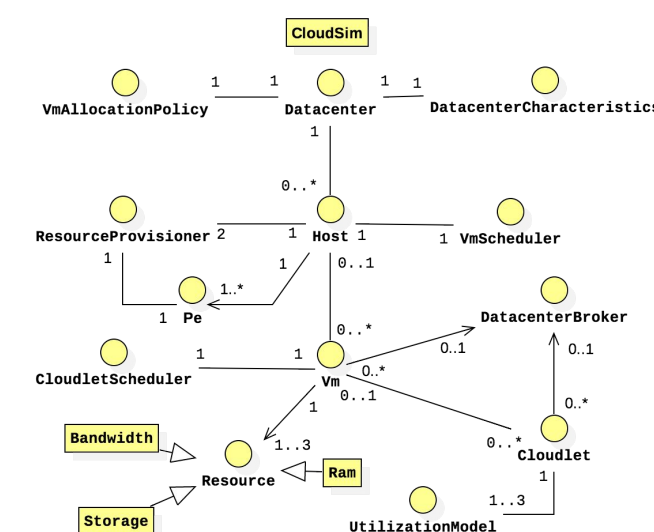 CloudSim
1 1 1 1
VmAllocationPolicy Datacenter DatacenterCharacteristics
1
0..*
ResourceProvisioner 2 1 Host 1 1 VmScheduler
1 1 0..1
1..*
1 Pe DatacenterBroker
0..*
0..1 0..1
1 1
CloudletScheduler Vm 0..*
0..1 0..*
1
Bandwidth 1..3 0..*
Cloudlet
Resource Ram 1
1..3
Storage UtilizationModel